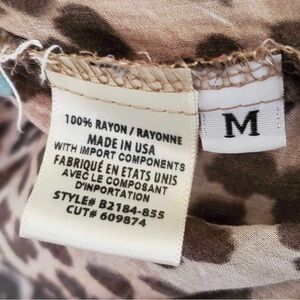 100% RAYON / RAYONNE
MADE IN USA
WITH IMPORT COMPONENTS
FABRIQUÉ EN ETATS UNIS
AVEC LE COMPOSANT
D'INPORTATION
STYLE# B2184-855
CUT# 609874
M